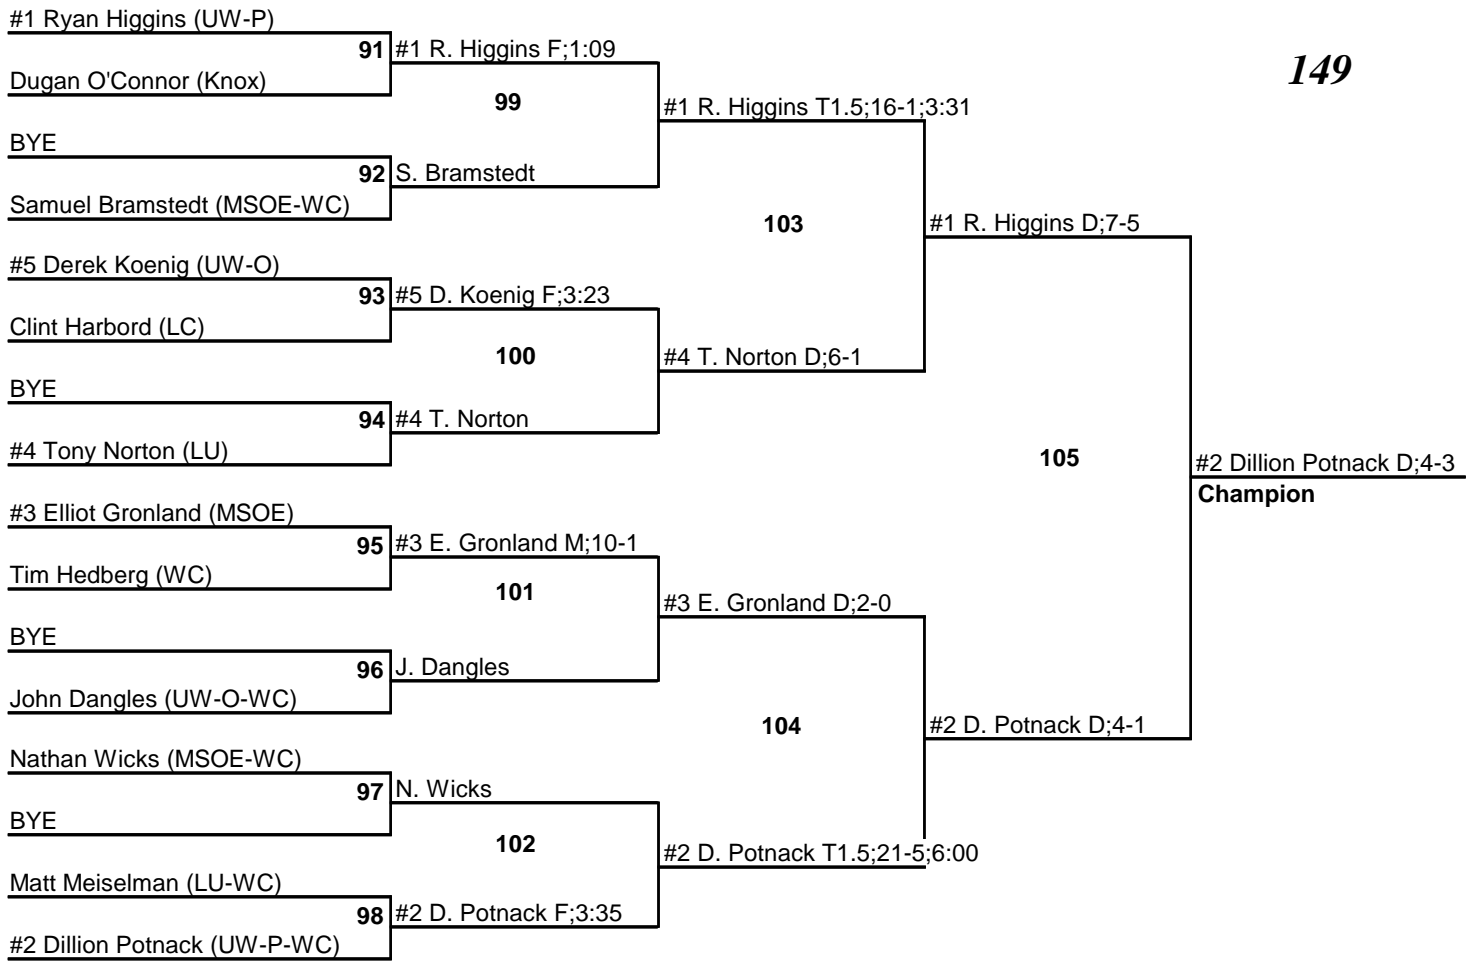 #1 Ryan Higgins (UW-P)
91 #1 R. Higgins F;1:09
149
Dugan O'Connor (Knox)
99
#1 R. Higgins T1.5;16-1;3:31
BYE
92 S. Bramstedt
Samuel Bramstedt (MSOE-WC)
103
#1 R. Higgins D;7-5
#5 Derek Koenig (UW-O)
93 #5 D. Koenig F;3:23
Clint Harbord (LC)
100
#4 T. Norton D;6-1
BYE
94 #4 T. Norton
#4 Tony Norton (LU)
105
#2 Dillion Potnack D;4-3
Champion
#3 Elliot Gronland (MSOE)
95 #3 E. Gronland M;10-1
Tim Hedberg (WC)
101
#3 E. Gronland D;2-0
BYE
96 J. Dangles
John Dangles (UW-O-WC)
104
#2 D. Potnack D;4-1
Nathan Wicks (MSOE-WC)
97 N. Wicks
BYE
102
#2 D. Potnack T1.5;21-5;6:00
Matt Meiselman (LU-WC)
98 #2 D. Potnack F;3:35
#2 Dillion Potnack (UW-P-WC)